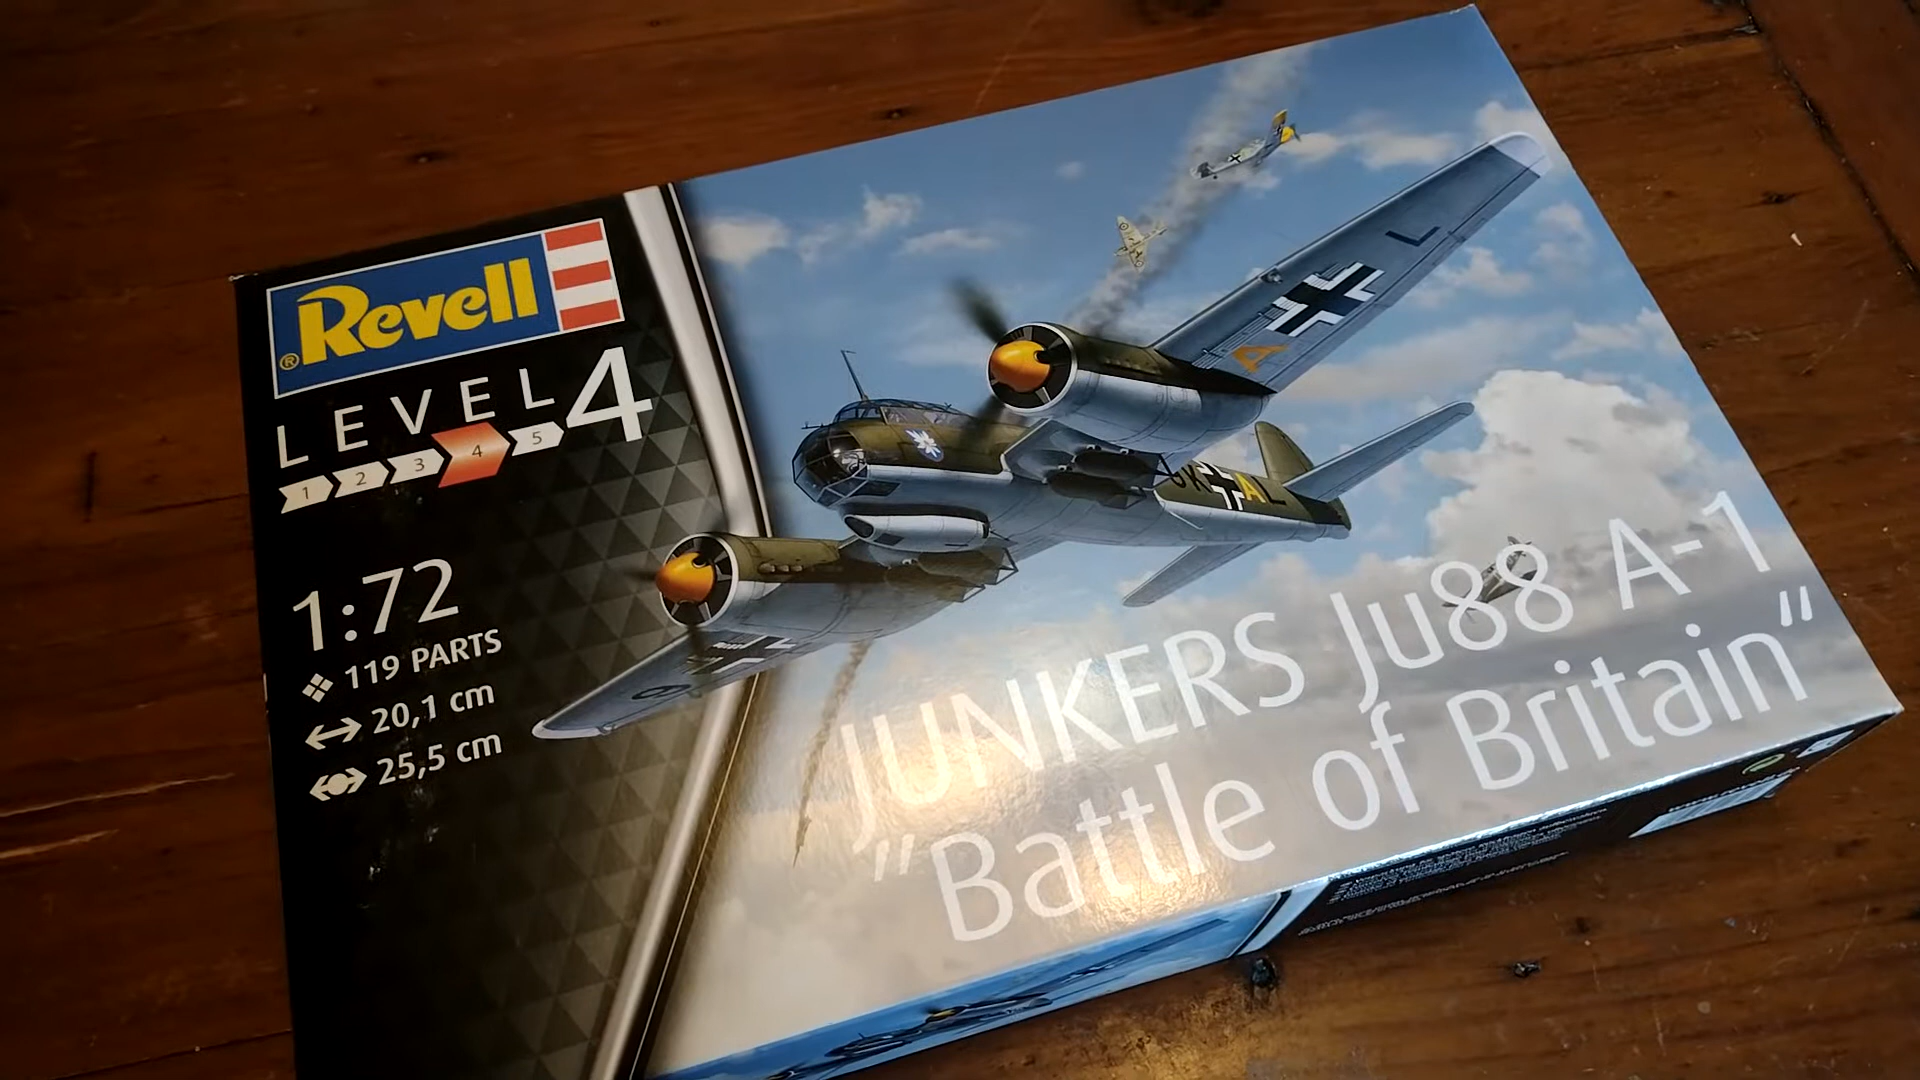 Revell
®
LEVEL 4
1 2 3 4 5
1:72
119 PARTS
20,1 cm
25,5 cm
A L
AL
JUNKERS Ju88 A-1
"Battle of Britain"